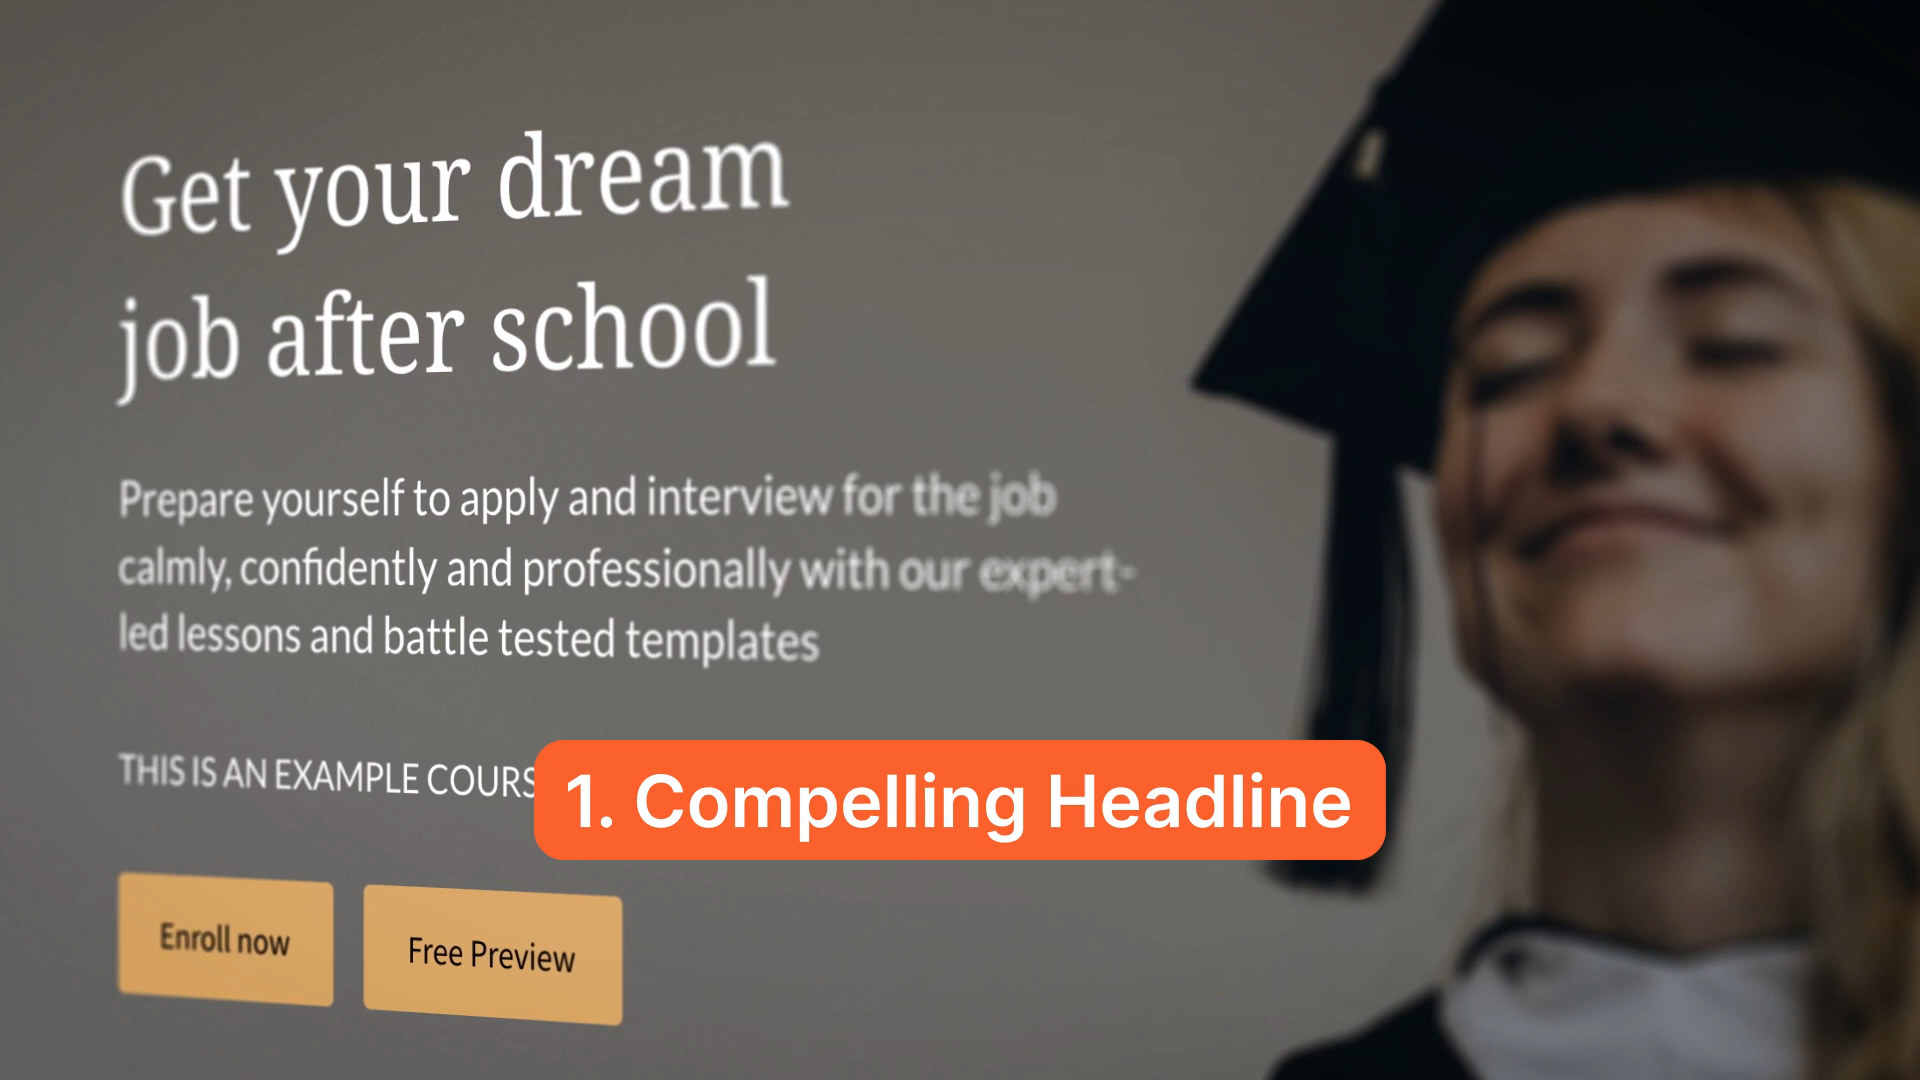 Get your dream
job after school
Prepare yourself to apply and interview for the job
calmly, confidently and professionally with our expert-
led lessons and battle tested templates
THIS IS AN EXAMPLE COURS
1. Compelling Headline
Enroll now
Free Preview